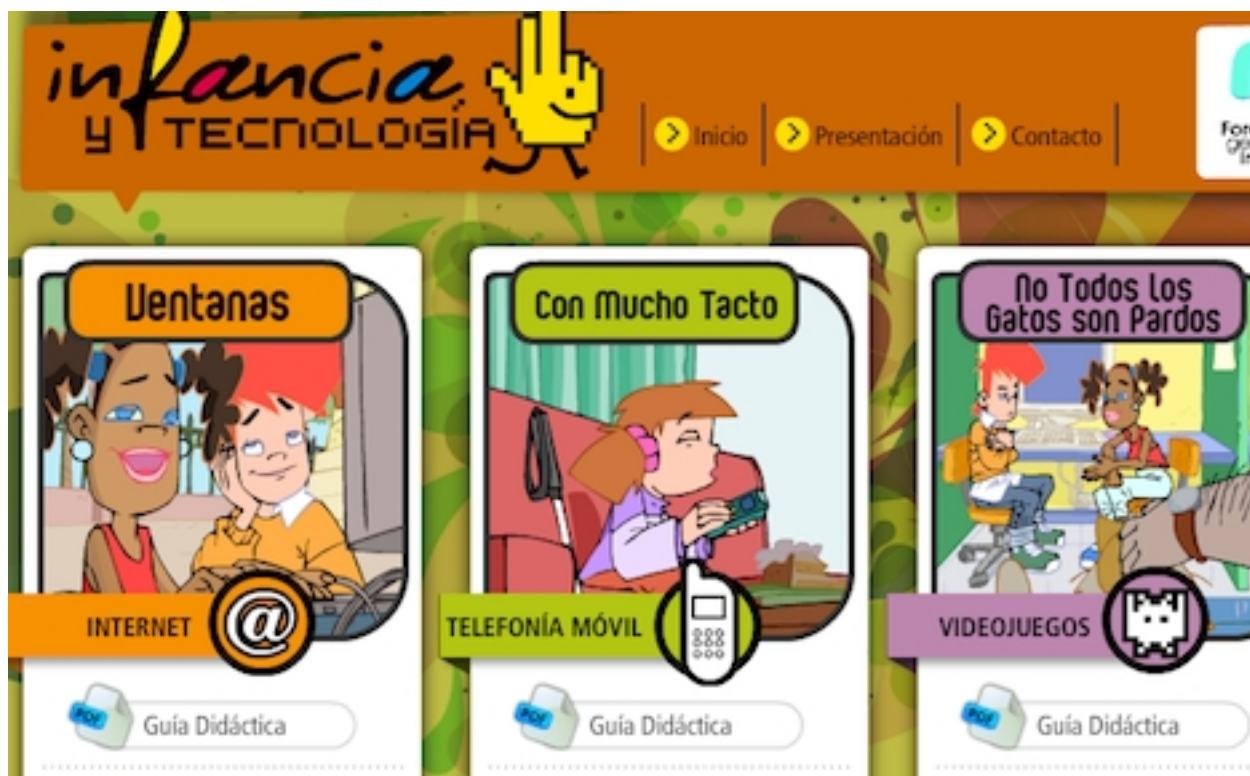 infancia
y TECNOLOGÍA
Inicio
Presentación
Contacto
Ventanas
INTERNET
@
PDF
Guía Didáctica
Con Mucho Tacto
TELEFONÍA MÓVIL
PDF
Guía Didáctica
No Todos Los
Gatos son Pardos
VIDEOJUEGOS
PDF
Guía Didáctica